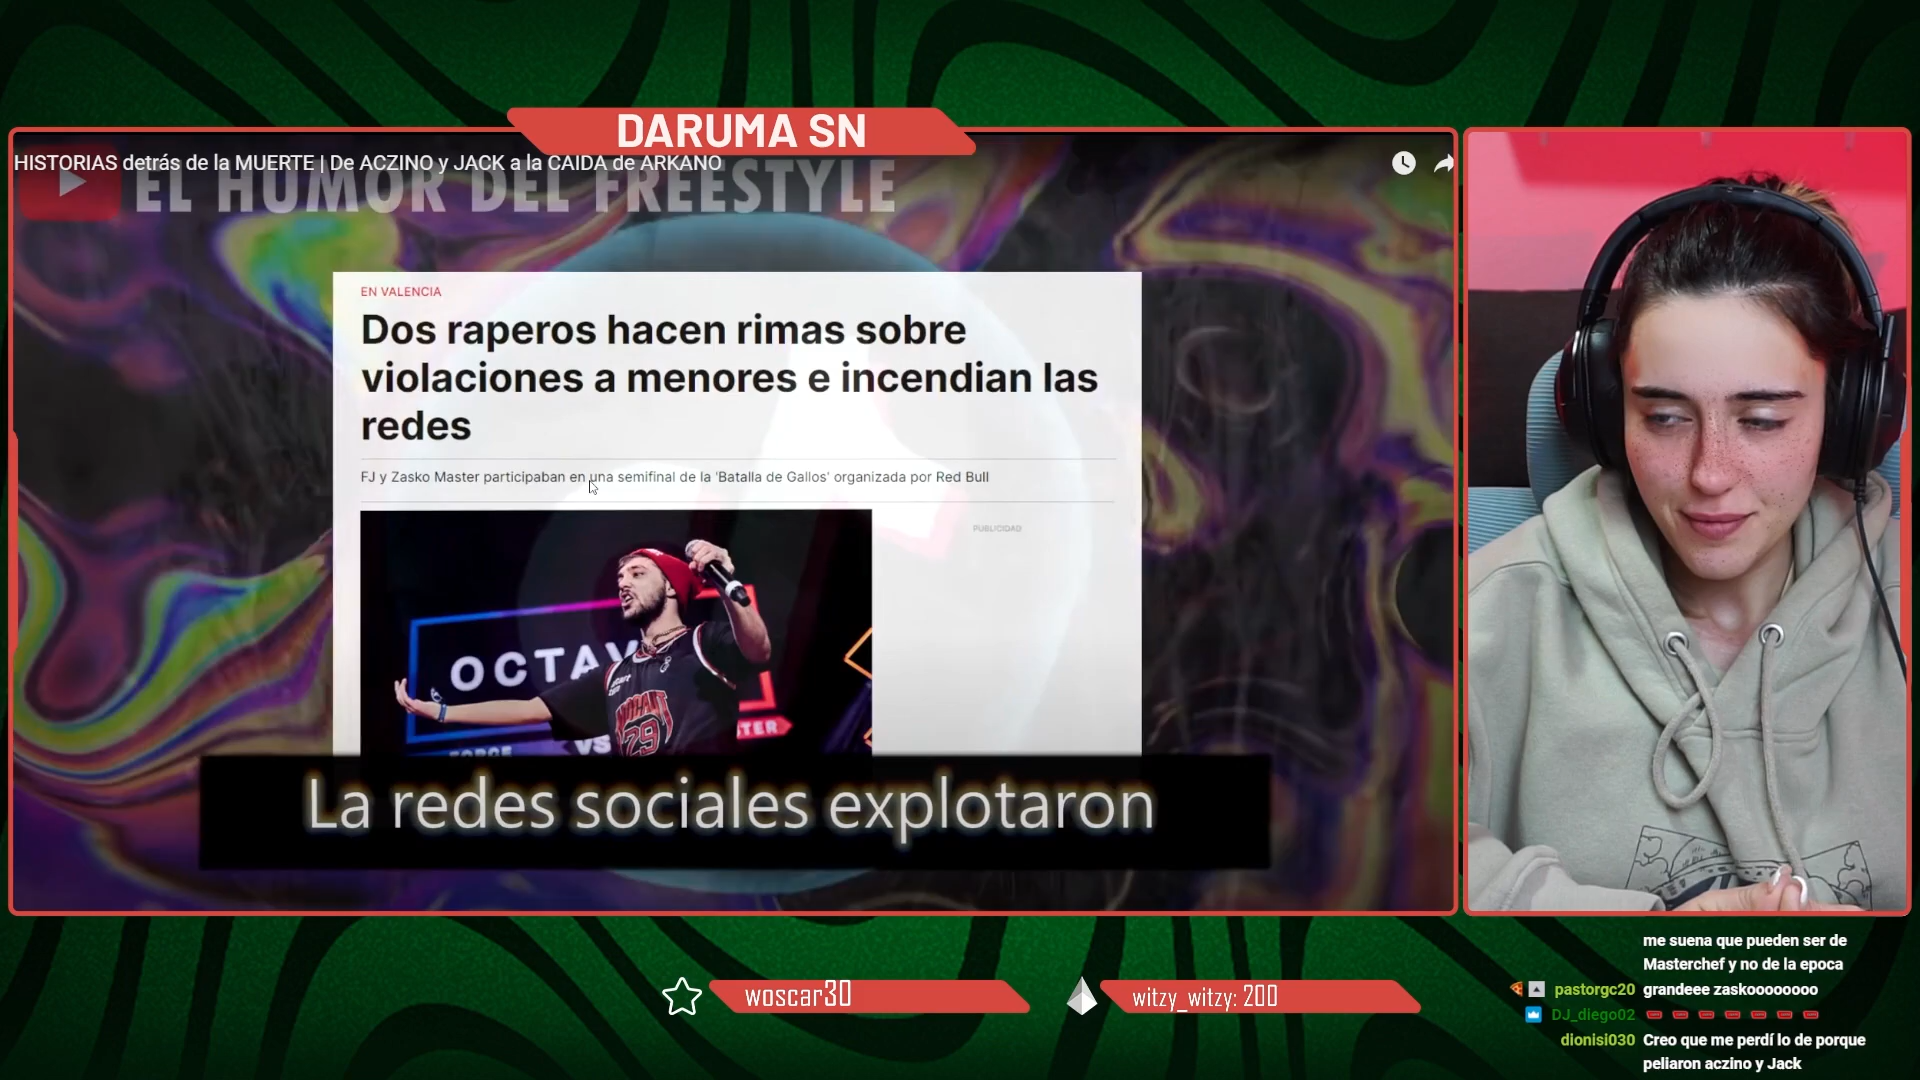 DARUMA SN
HISTORIAS detrás de la MUERTE | De ACZINO y JACK a la CAIDA de ARKANO
EL HUMOR DEL FREESTYLE
EN VALENCIA
Dos raperos hacen rimas sobre
violaciones a menores e incendian las
redes
FJ y Zasko Master participaban en una semifinal de la 'Batalla de Gallos' organizada por Red Bull
PUBLICIDAD
OCTAV
29
FORCE VS STER
La redes sociales explotaron
woscar30
witzy_witzy: 200
me suena que pueden ser de
Masterchef y no de la epoca
pastorgc20 grandeee zaskoooooooo
DJ_diego02
dionisi030 Creo que me perdí lo de porque
peliaron aczino y Jack